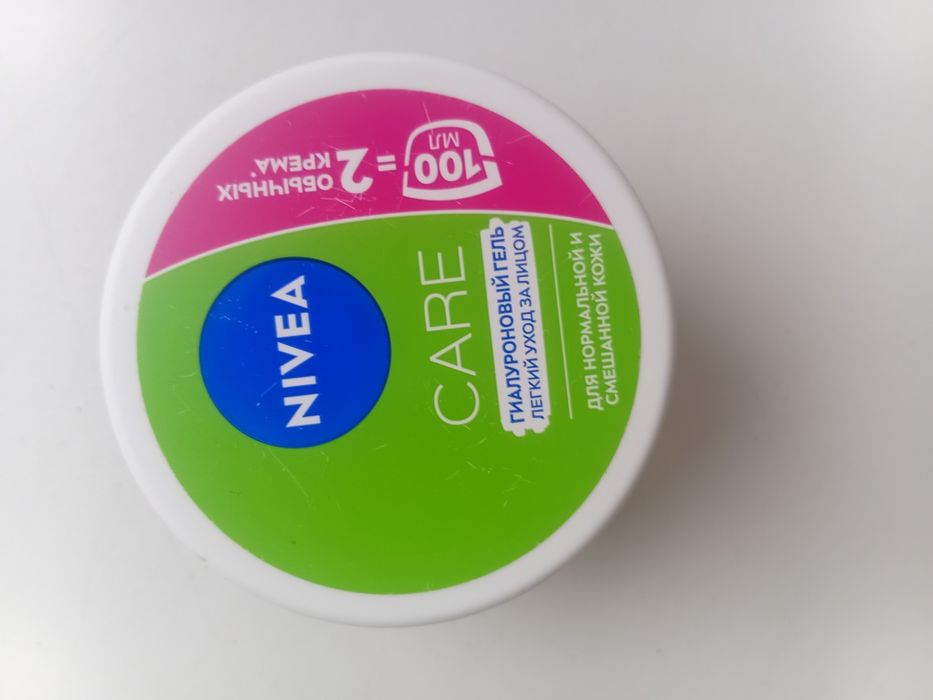 NIVEA
CARE
ГИАЛУРОНОВЫЙ ГЕЛЬ
ЛЕГКИЙ УХОД ЗА ЛИЦОМ
ДЛЯ НОРМАЛЬНОЙ И
СМЕШАННОЙ КОЖИ
100
МЛ
= 2
ОБЫЧНЫХ
КРЕМА*